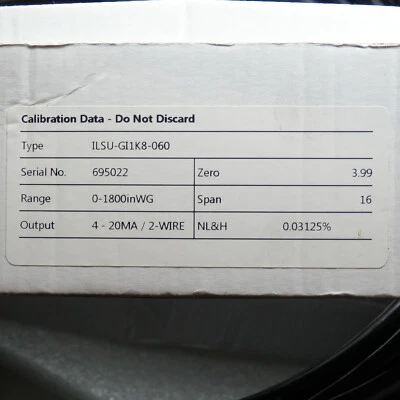 Calibration Data - Do Not Discard
Type ILSU-GI1K8-060
Serial No. 695022 Zero 3.99
Range 0-1800inWG Span 16
Output 4 - 20MA / 2-WIRE NL&H 0.03125%